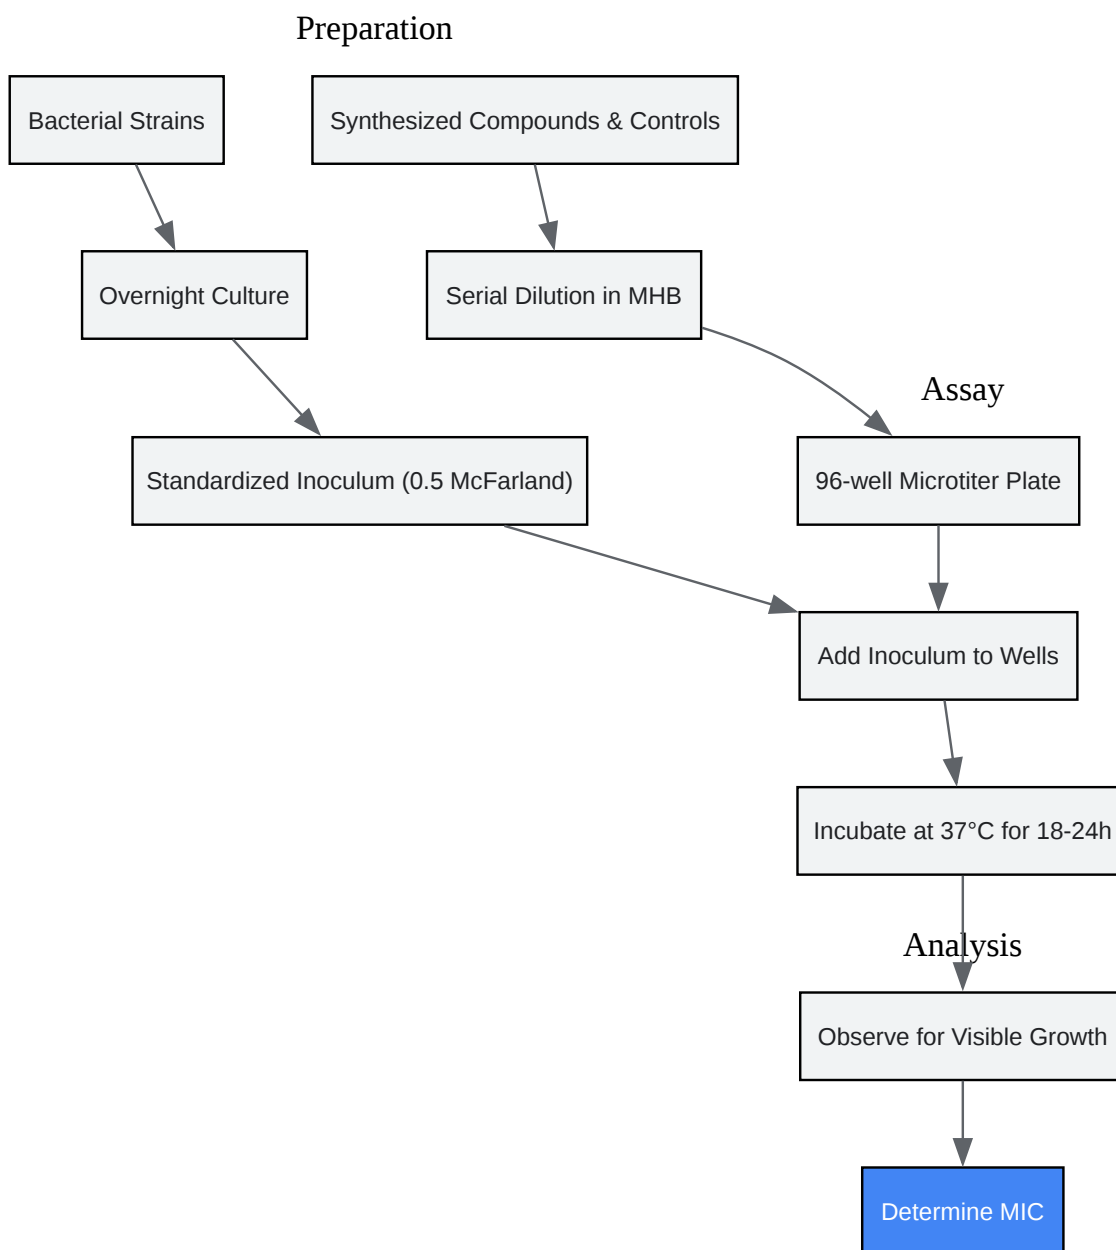 Preparation
Bacterial Strains
Synthesized Compounds & Controls
Overnight Culture
Serial Dilution in MHB
Assay
Standardized Inoculum (0.5 McFarland)
96-well Microtiter Plate
Add Inoculum to Wells
Incubate at 37°C for 18-24h
Analysis
Observe for Visible Growth
Determine MIC